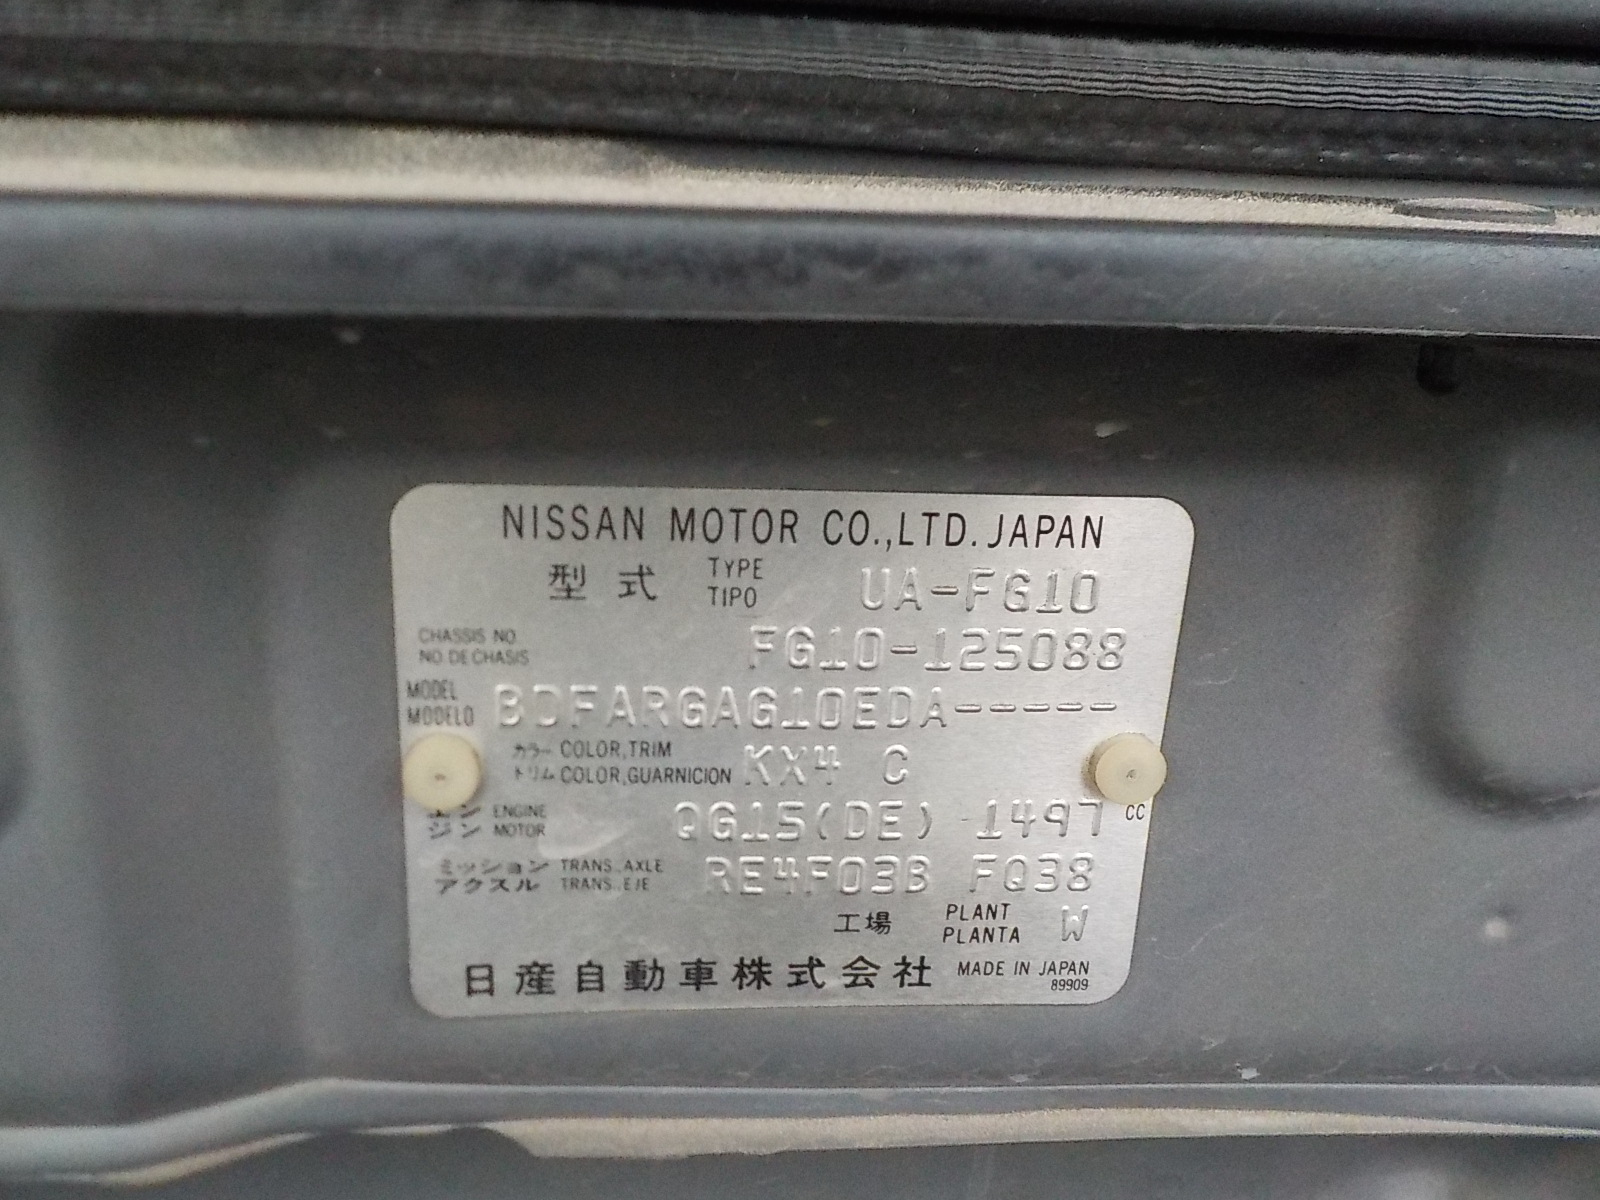 NISSAN MOTOR CO.,LTD. JAPAN
型式 TYPE TIPO UA-FG10
CHASSIS NO NO DE CHASIS FG10-125088
MODEL MODELO BDFARGAG10EDA-----
カラー COLOR,TRIM
トリム COLOR,GUARNICION KX4 C
エン ENGINE
ジン MOTOR QG15(DE) 1497 CC
ミッション TRANS. AXLE
アクスル TRANS. EJE RE4F03B FQ38
工場 PLANT PLANTA W
日産自動車株式会社 MADE IN JAPAN
89909